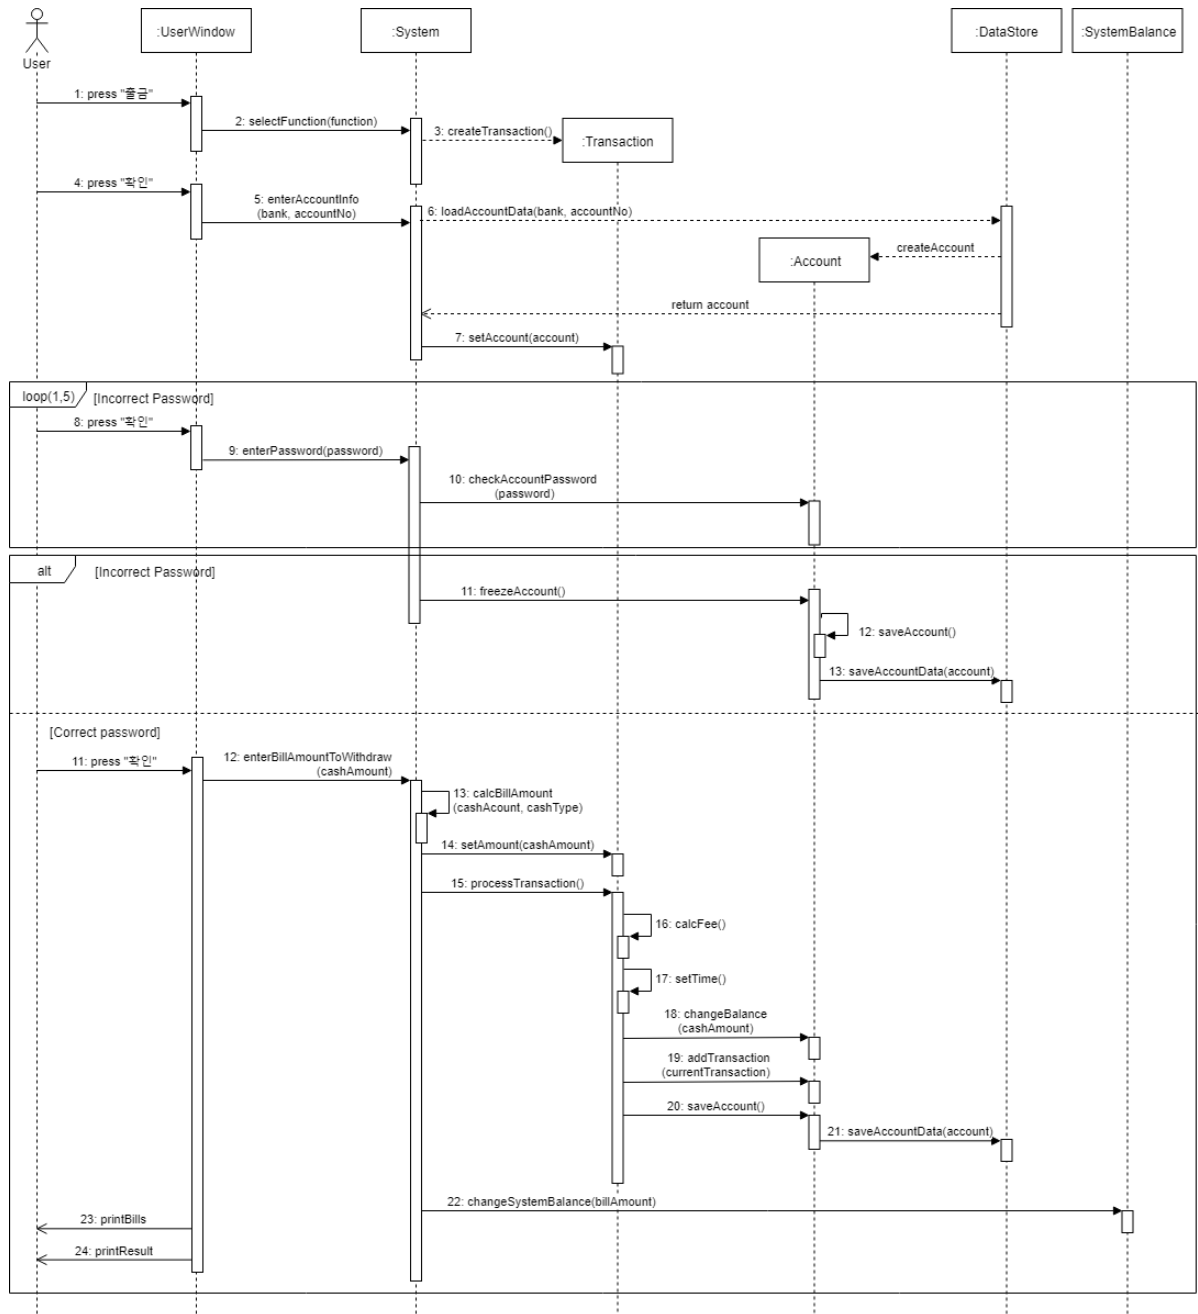 :UserWindow
:System
:DataStore
:SystemBalance
User
1: press "출금"
2: selectFunction(function)
3: createTransaction()
:Transaction
4: press "확인"
5: enterAccountInfo
(bank, accountNo)
6: loadAccountData(bank, accountNo)
createAccount
:Account
return account
7: setAccount(account)
loop(1,5)
[Incorrect Password]
8: press "확인"
9: enterPassword(password)
10: checkAccountPassword
(password)
alt
[Incorrect Password]
11: freezeAccount()
12: saveAccount()
13: saveAccountData(account)
[Correct password]
11: press "확인"
12: enterBillAmountToWithdraw
(cashAmount)
13: calcBillAmount
(cashAcount, cashType)
14: setAmount(cashAmount)
15: processTransaction()
16: calcFee()
17: setTime()
18: changeBalance
(cashAmount)
19: addTransaction
(currentTransaction)
20: saveAccount()
21: saveAccountData(account)
22: changeSystemBalance(billAmount)
23: printBills
24: printResult